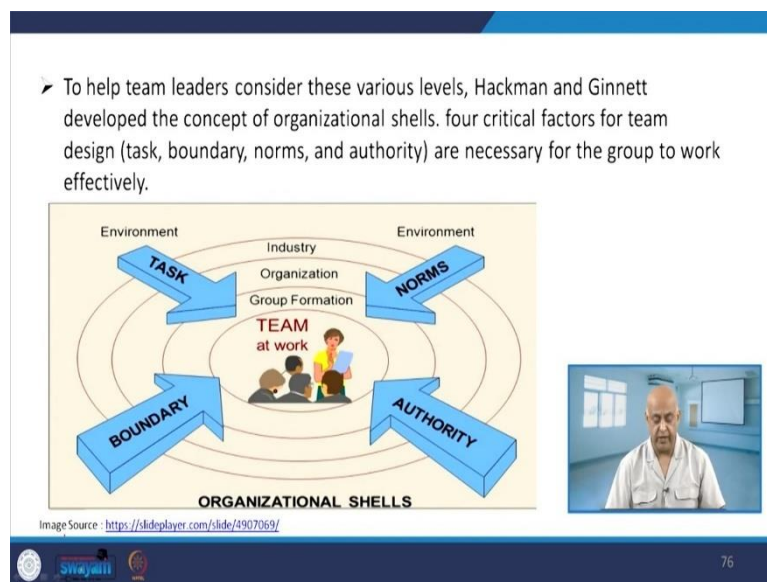 ➤ To help team leaders consider these various levels, Hackman and Ginnett
developed the concept of organizational shells. four critical factors for team
design (task, boundary, norms, and authority) are necessary for the group to work
effectively.
Environment
Environment
Industry
TASK
NORMS
Organization
Group Formation
TEAM
at work
BOUNDARY
AUTHORITY
ORGANIZATIONAL SHELLS
Image Source : https://slideplayer.com/slide/4907069/
swayam
76